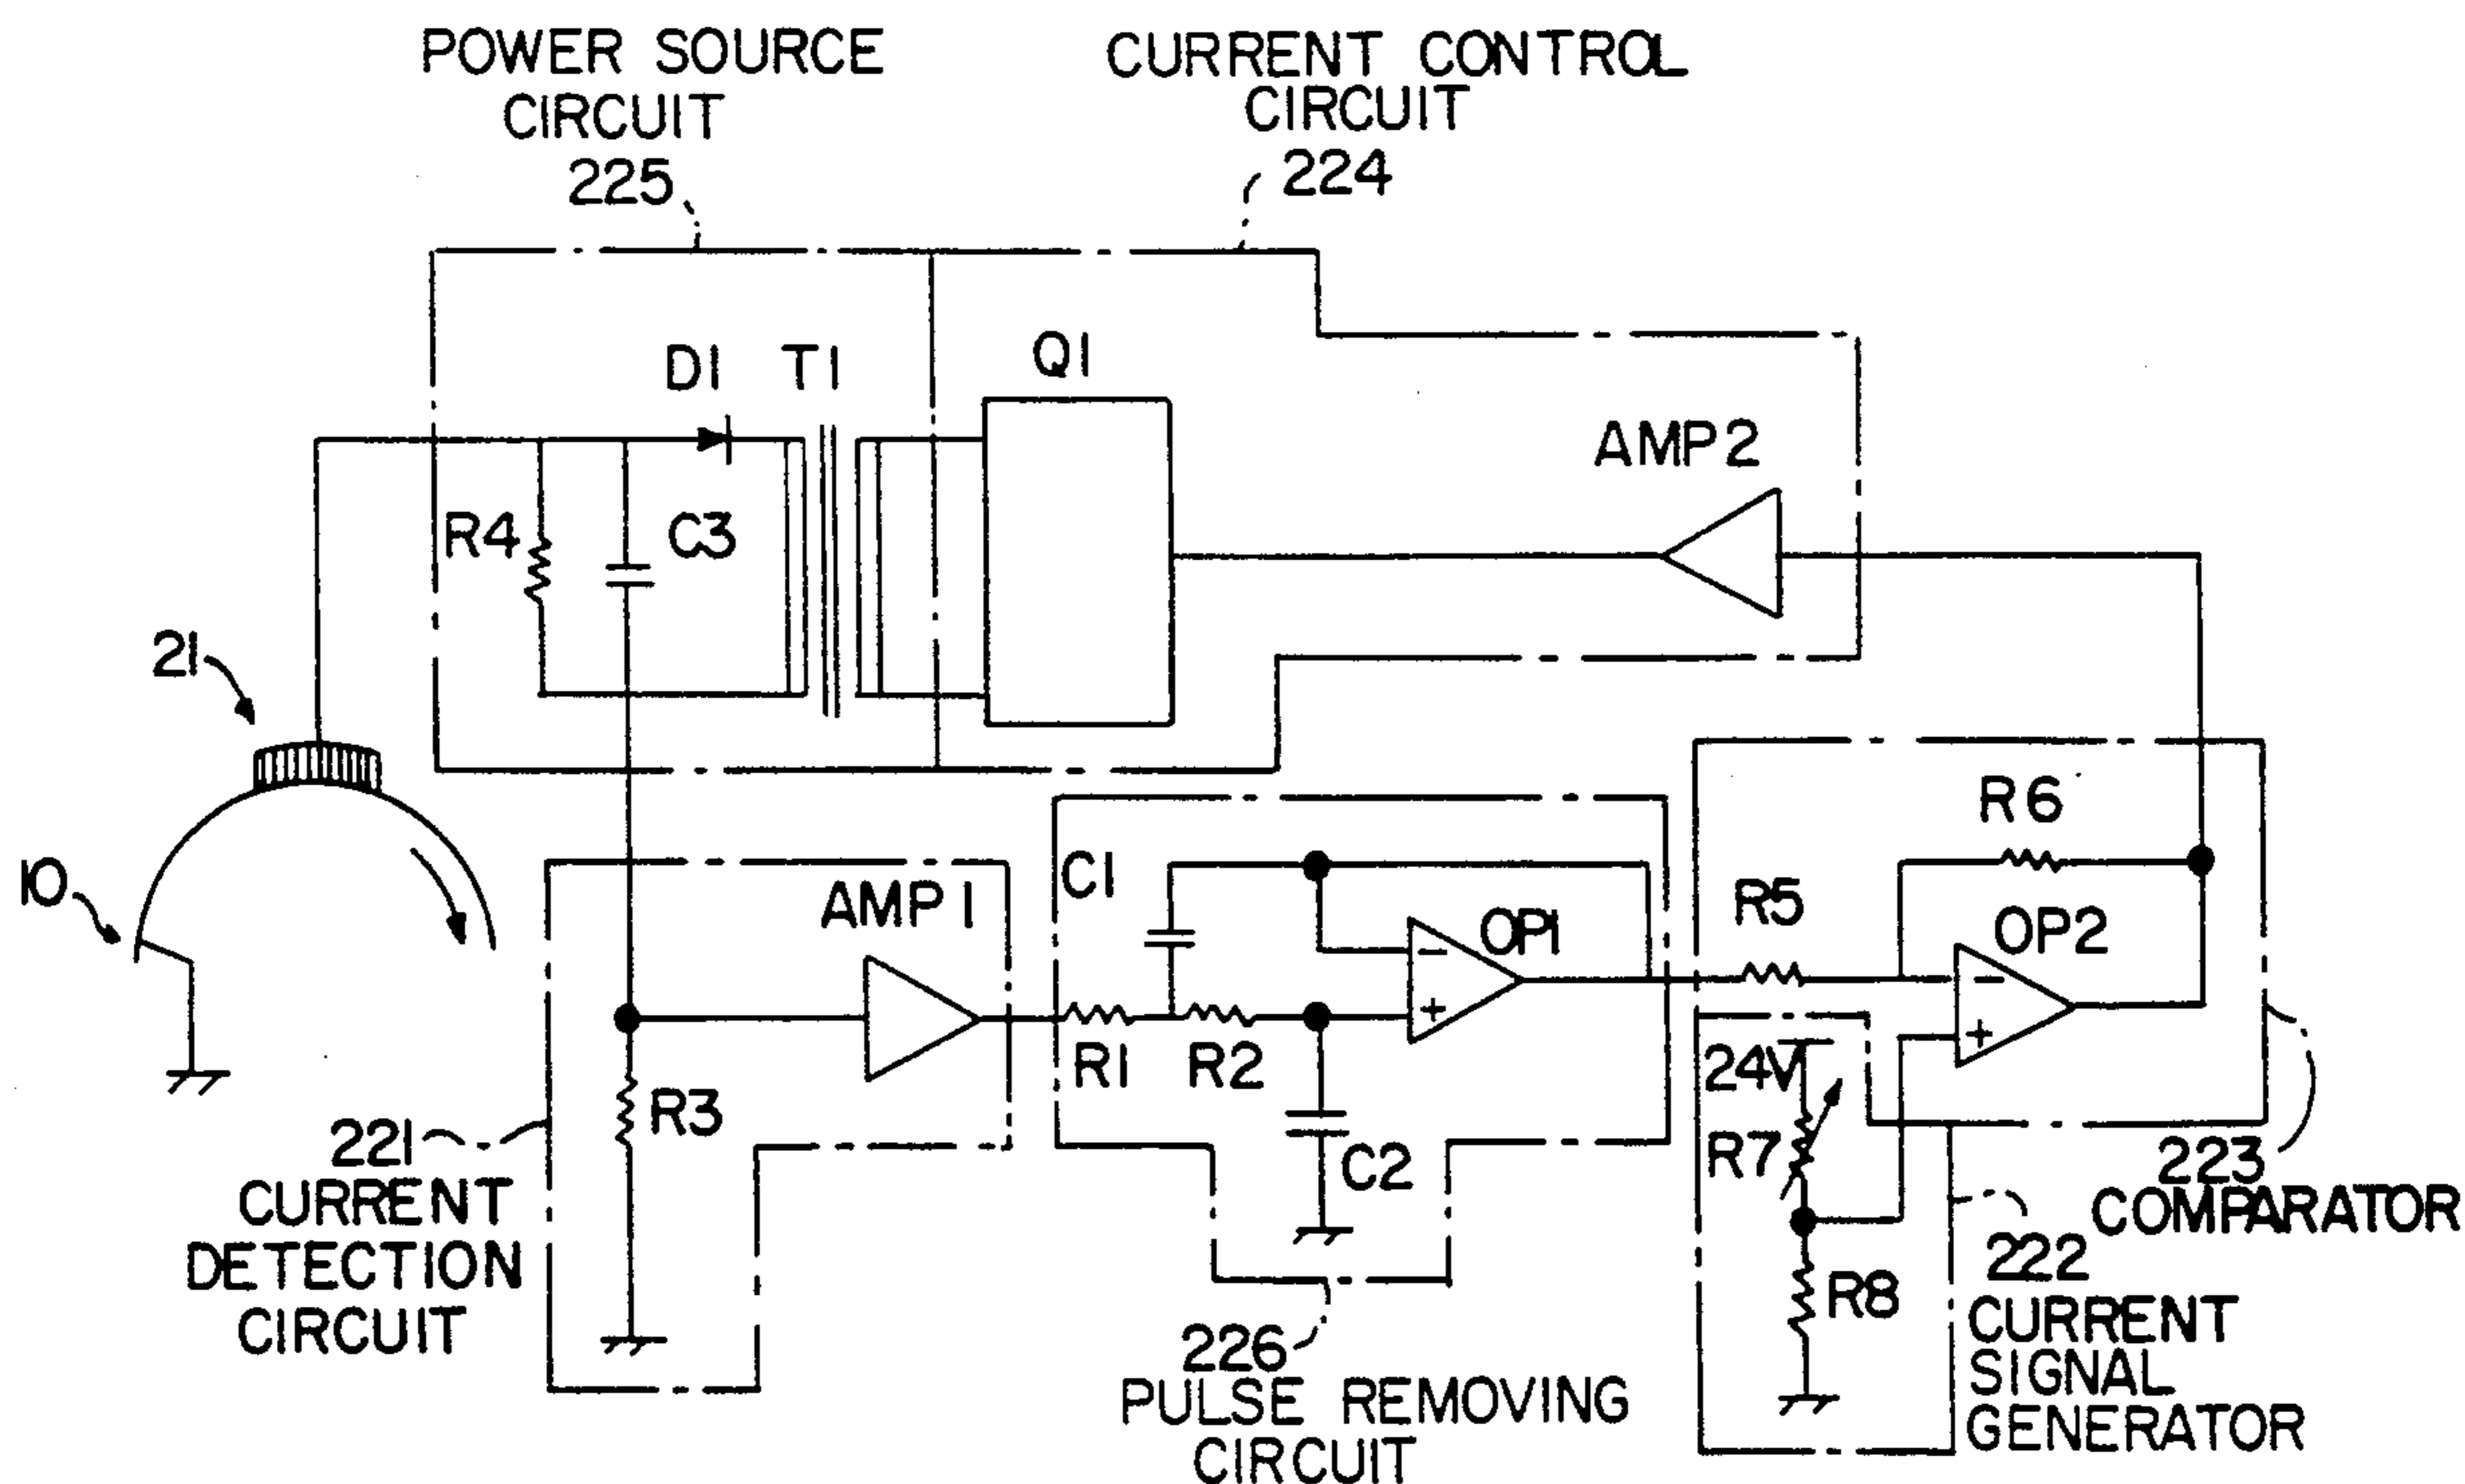 POWER SOURCE
CIRCUIT
225
CURRENT CONTROL
CIRCUIT
224
D1
T1
Q1
AMP2
R4
C3
21
10
R6
C1
AMP1
OP1
R5
OP2
R1
R2
24V
R3
221
CURRENT
DETECTION
CIRCUIT
C2
R7
223
COMPARATOR
R8
222
CURRENT
SIGNAL
GENERATOR
226
PULSE REMOVING
CIRCUIT